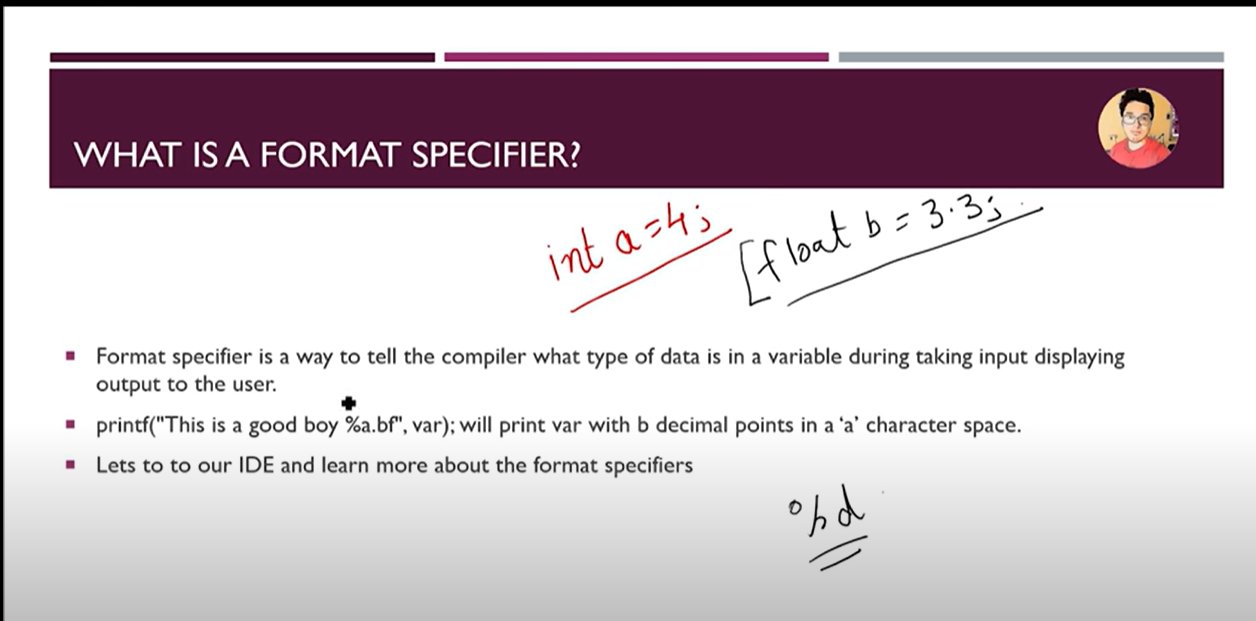 WHAT IS A FORMAT SPECIFIER?
int a=4;
[float b = 3.3;
Format specifier is a way to tell the compiler what type of data is in a variable during taking input displaying
output to the user.
printf("This is a good boy %a.bf", var); will print var with b decimal points in a ‘a’ character space.
Lets to to our IDE and learn more about the format specifiers
%d